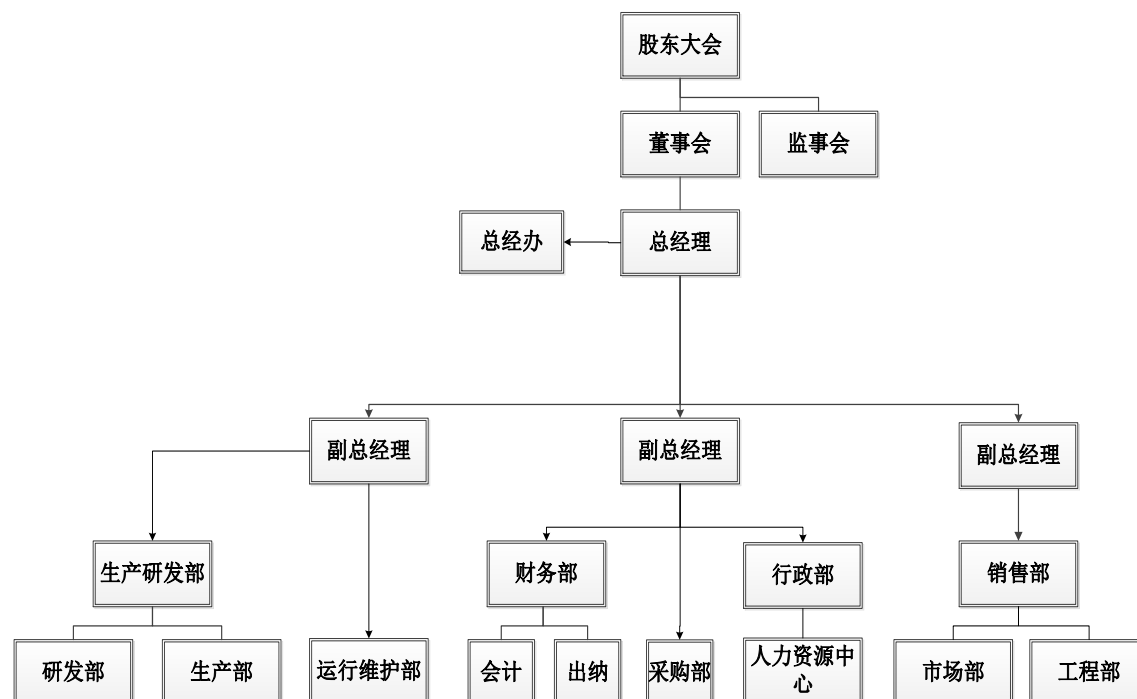 股东大会
董事会
监事会
总经办
总经理
副总经理
副总经理
副总经理
生产研发部
财务部
行政部
销售部
研发部
生产部
运行维护部
会计
出纳
采购部
人力资源中
心
市场部
工程部